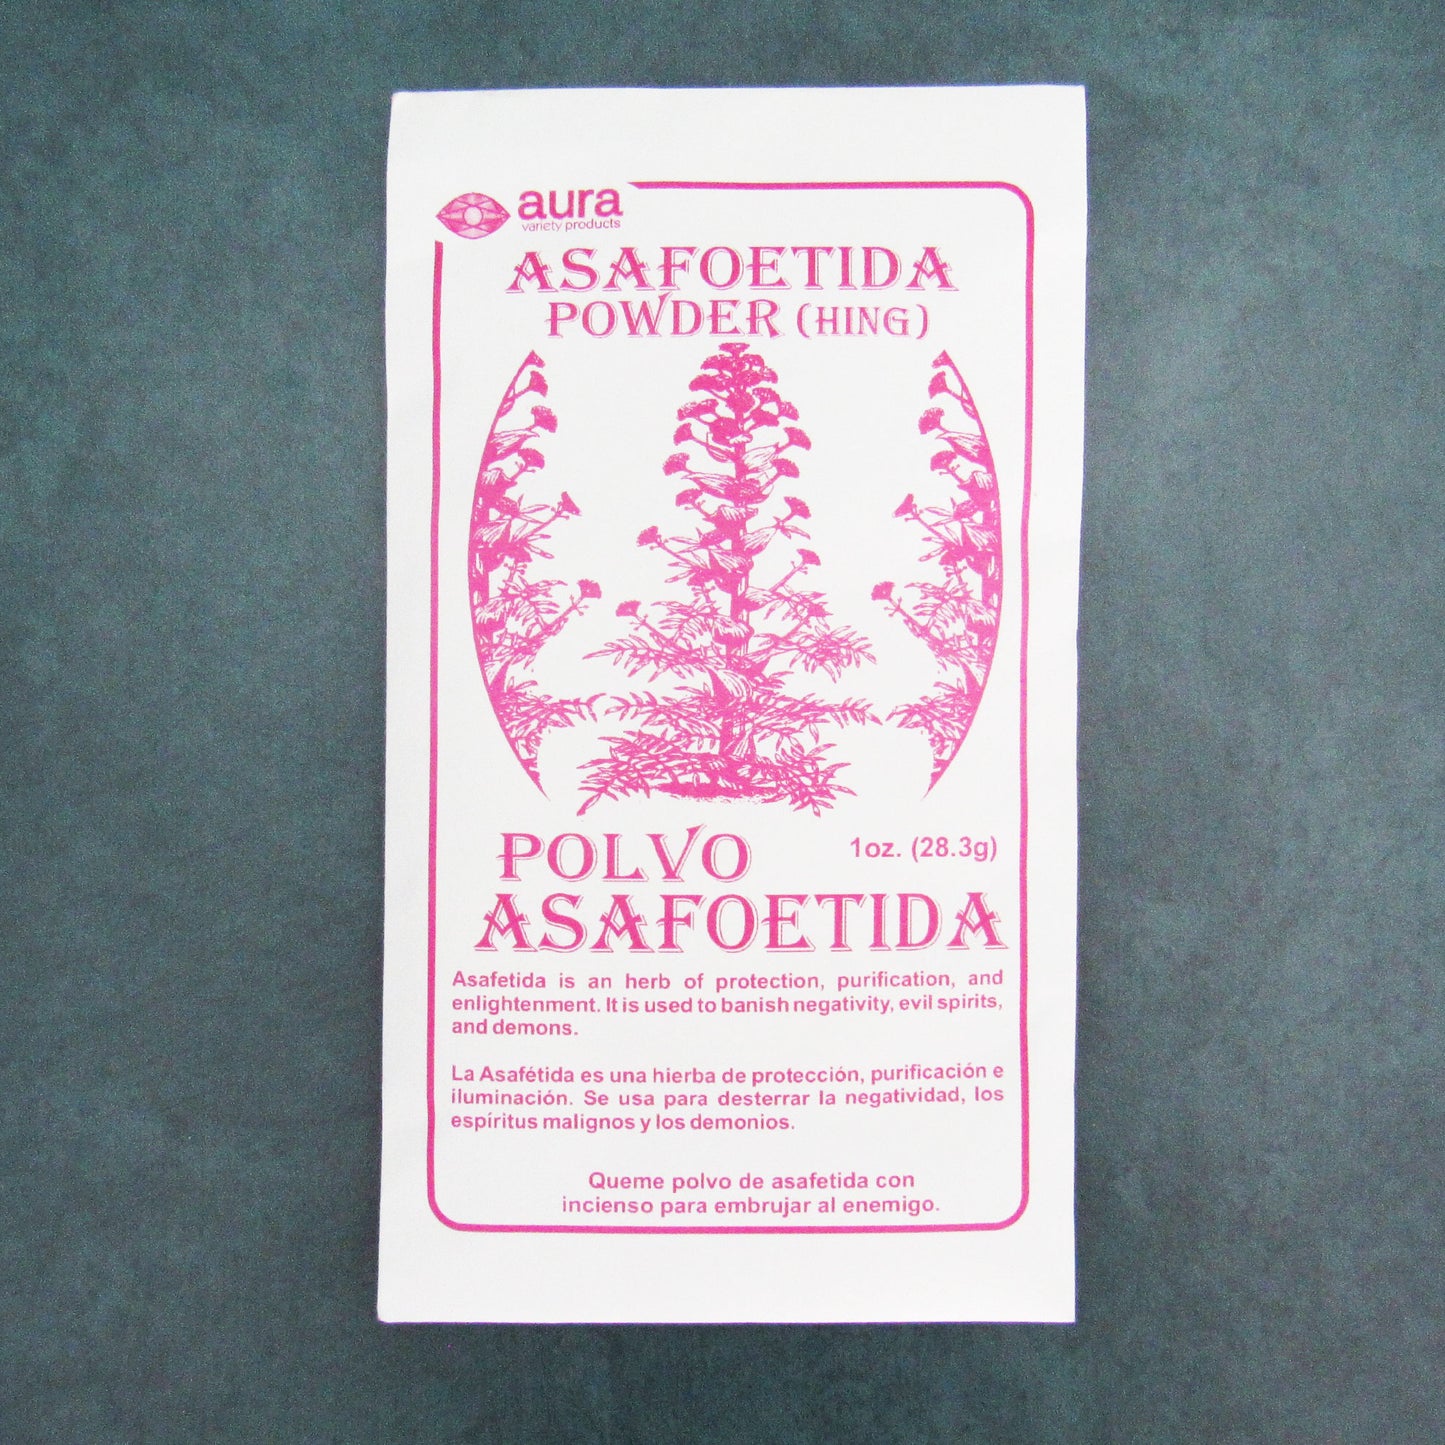 aura
variety products
ASAFOETIDA
POWDER (HING)
POLVO
1oz. (28.3g)
ASAFOETIDA
Asafetida is an herb of protection, purification, and
enlightenment. It is used to banish negativity, evil spirits,
and demons.
La Asafétida es una hierba de protección, purificación e
iluminación. Se usa para desterrar la negatividad, los
espíritus malignos y los demonios.
Queme polvo de asafetida con
incienso para embrujar al enemigo.